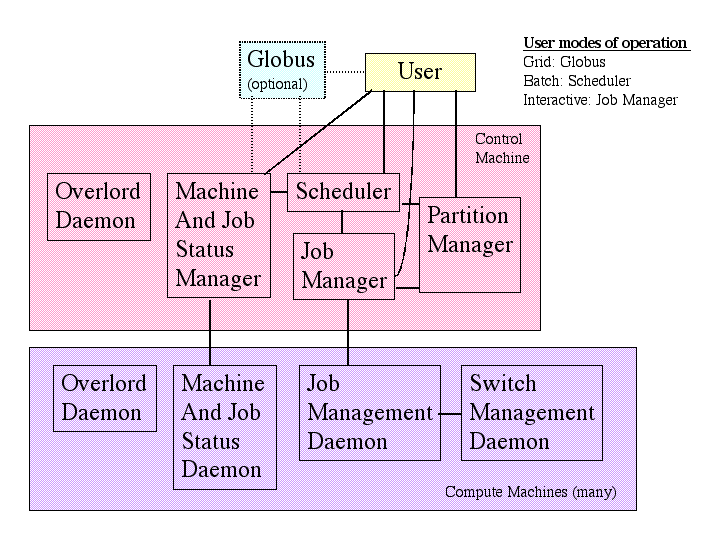 Globus
(optional)
User
User modes of operation
Grid: Globus
Batch: Scheduler
Interactive: Job Manager
Control
Machine
Overlord
Daemon
Machine
And Job
Status
Manager
Scheduler
Job
Manager
Partition
Manager
Overlord
Daemon
Machine
And Job
Status
Daemon
Job
Management
Daemon
Switch
Management
Daemon
Compute Machines (many)